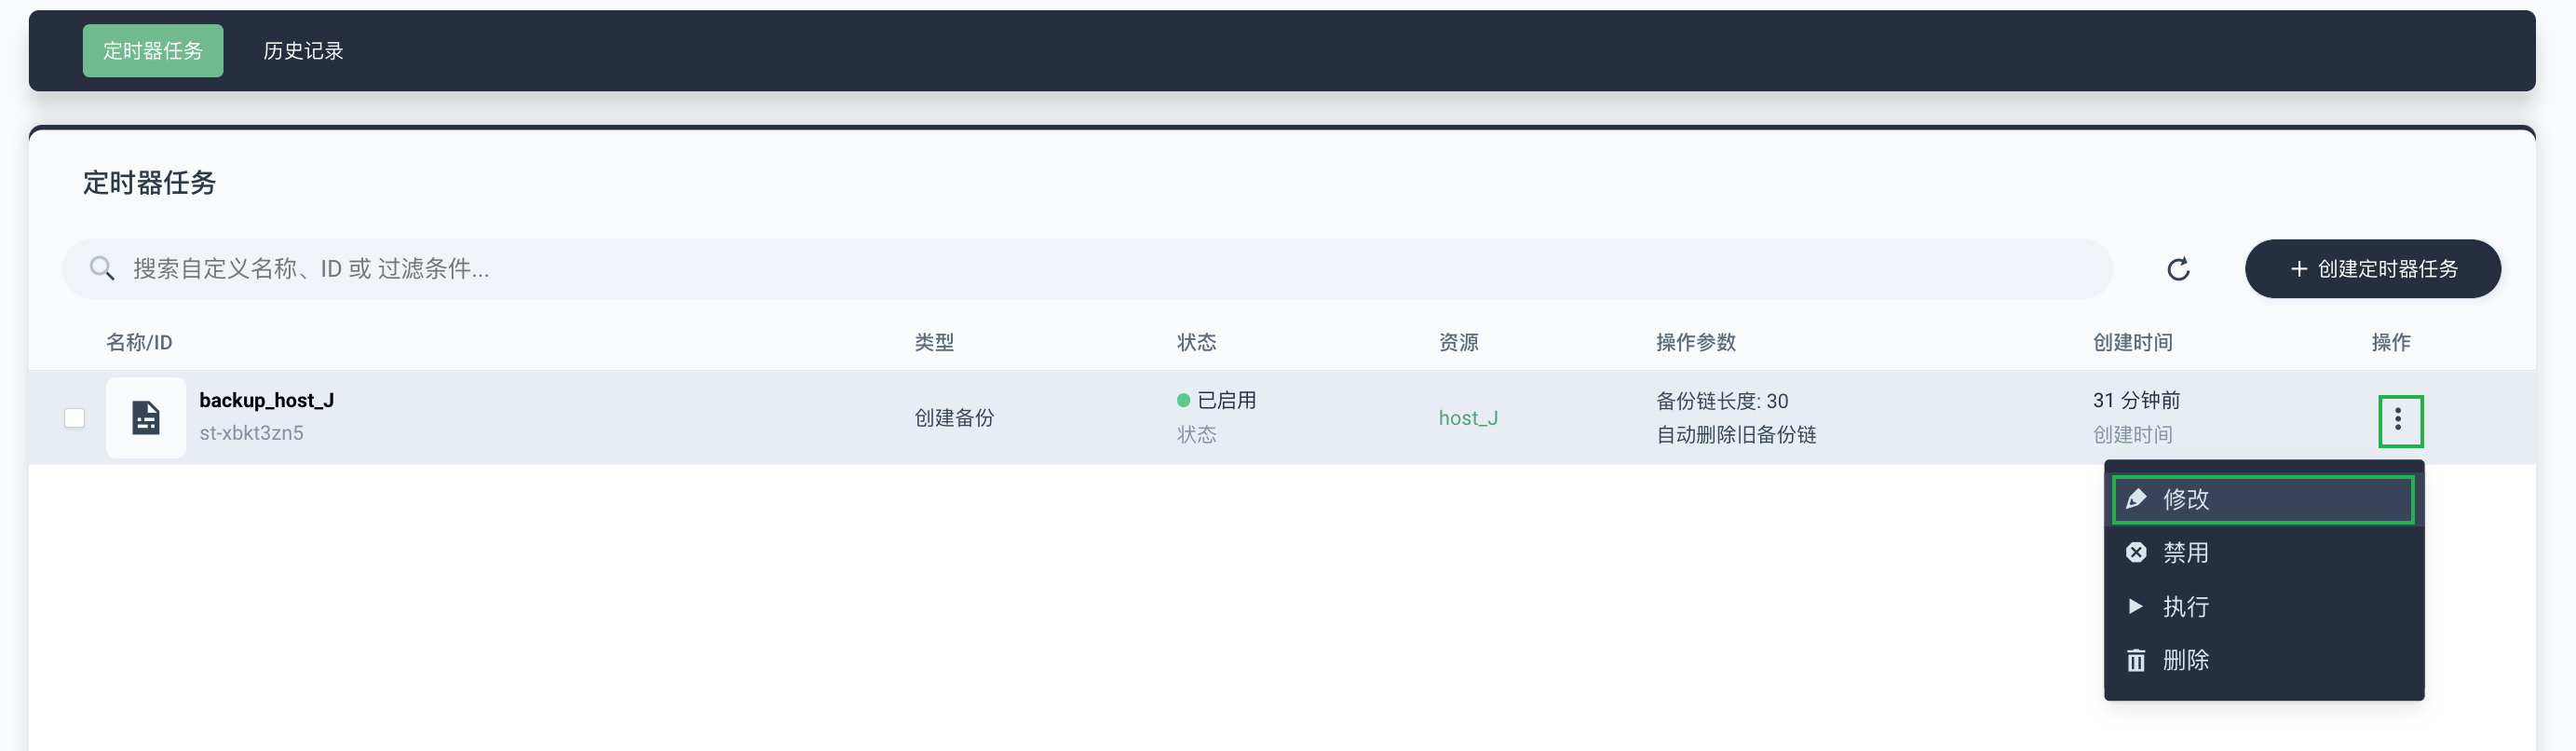 定时器任务 历史记录
定时器任务
搜索自定义名称、ID 或 过滤条件...
+ 创建定时器任务
名称/ID 类型 状态 资源 操作参数 创建时间 操作
backup_host_J
st-xbkt3zn5
创建备份
已启用
状态
host_J
备份链长度: 30
自动删除旧备份链
31 分钟前
创建时间
修改
禁用
执行
删除